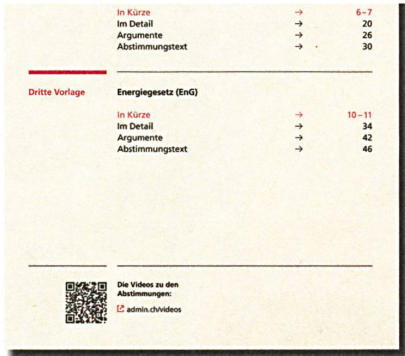 In Kürze → 6–7
Im Detail → 20
Argumente → 26
Abstimmungstext → 30
Dritte Vorlage Energiegesetz (EnG)
In Kürze → 10–11
Im Detail → 34
Argumente → 42
Abstimmungstext → 46
Die Videos zu den
Abstimmungen:
admin.ch/videos